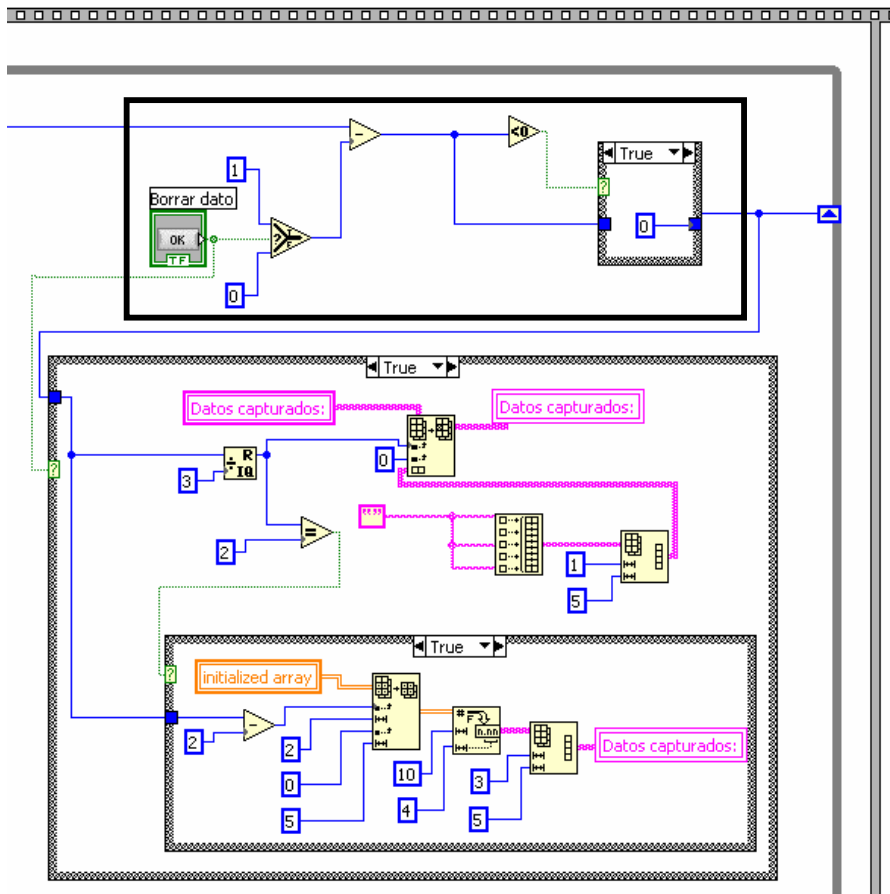 -
<0
True
?
1
Borrar dato
OK
TF
?
T
F
0
0
True
Datos capturados:
Datos capturados:
?
R
IQ
0
3
""
=
2
1
5
True
?
initialized array
-
2
2
0
5
#
F
n.nn
10
4
3
5
Datos capturados: